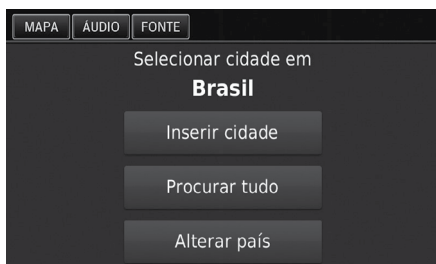 MAPA ÁUDIO FONTE
Selecionar cidade em
Brasil
Inserir cidade
Procurar tudo
Alterar país